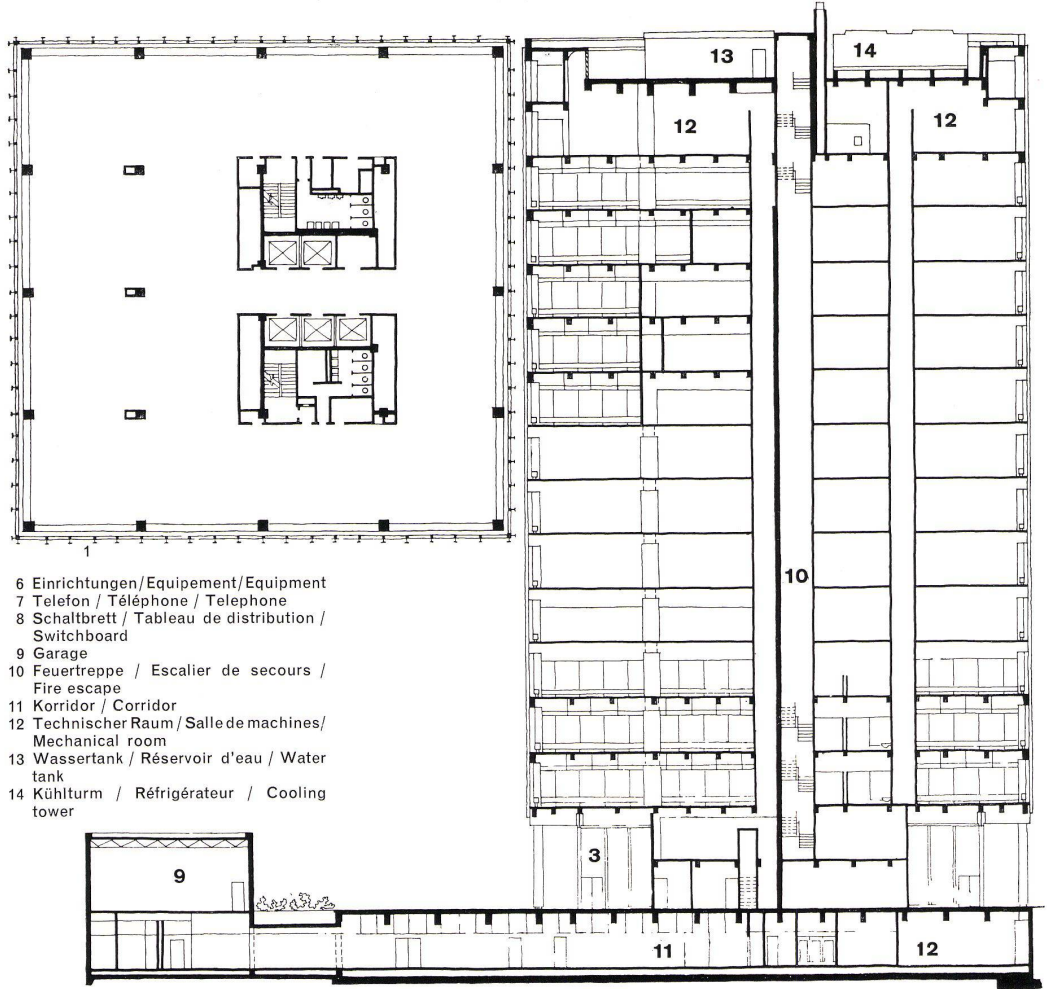 13
14
12
12
1
6 Einrichtungen/Equipement/Equipment
7 Telefon / Téléphone / Telephone
8 Schaltbrett / Tableau de distribution /
Switchboard
9 Garage
10 Feuertreppe / Escalier de secours /
Fire escape
11 Korridor / Corridor
12 Technischer Raum/Salle de machines/
Mechanical room
13 Wassertank / Réservoir d'eau / Water
tank
14 Kühlturm / Réfrigérateur / Cooling
tower
10
3
9
11
12